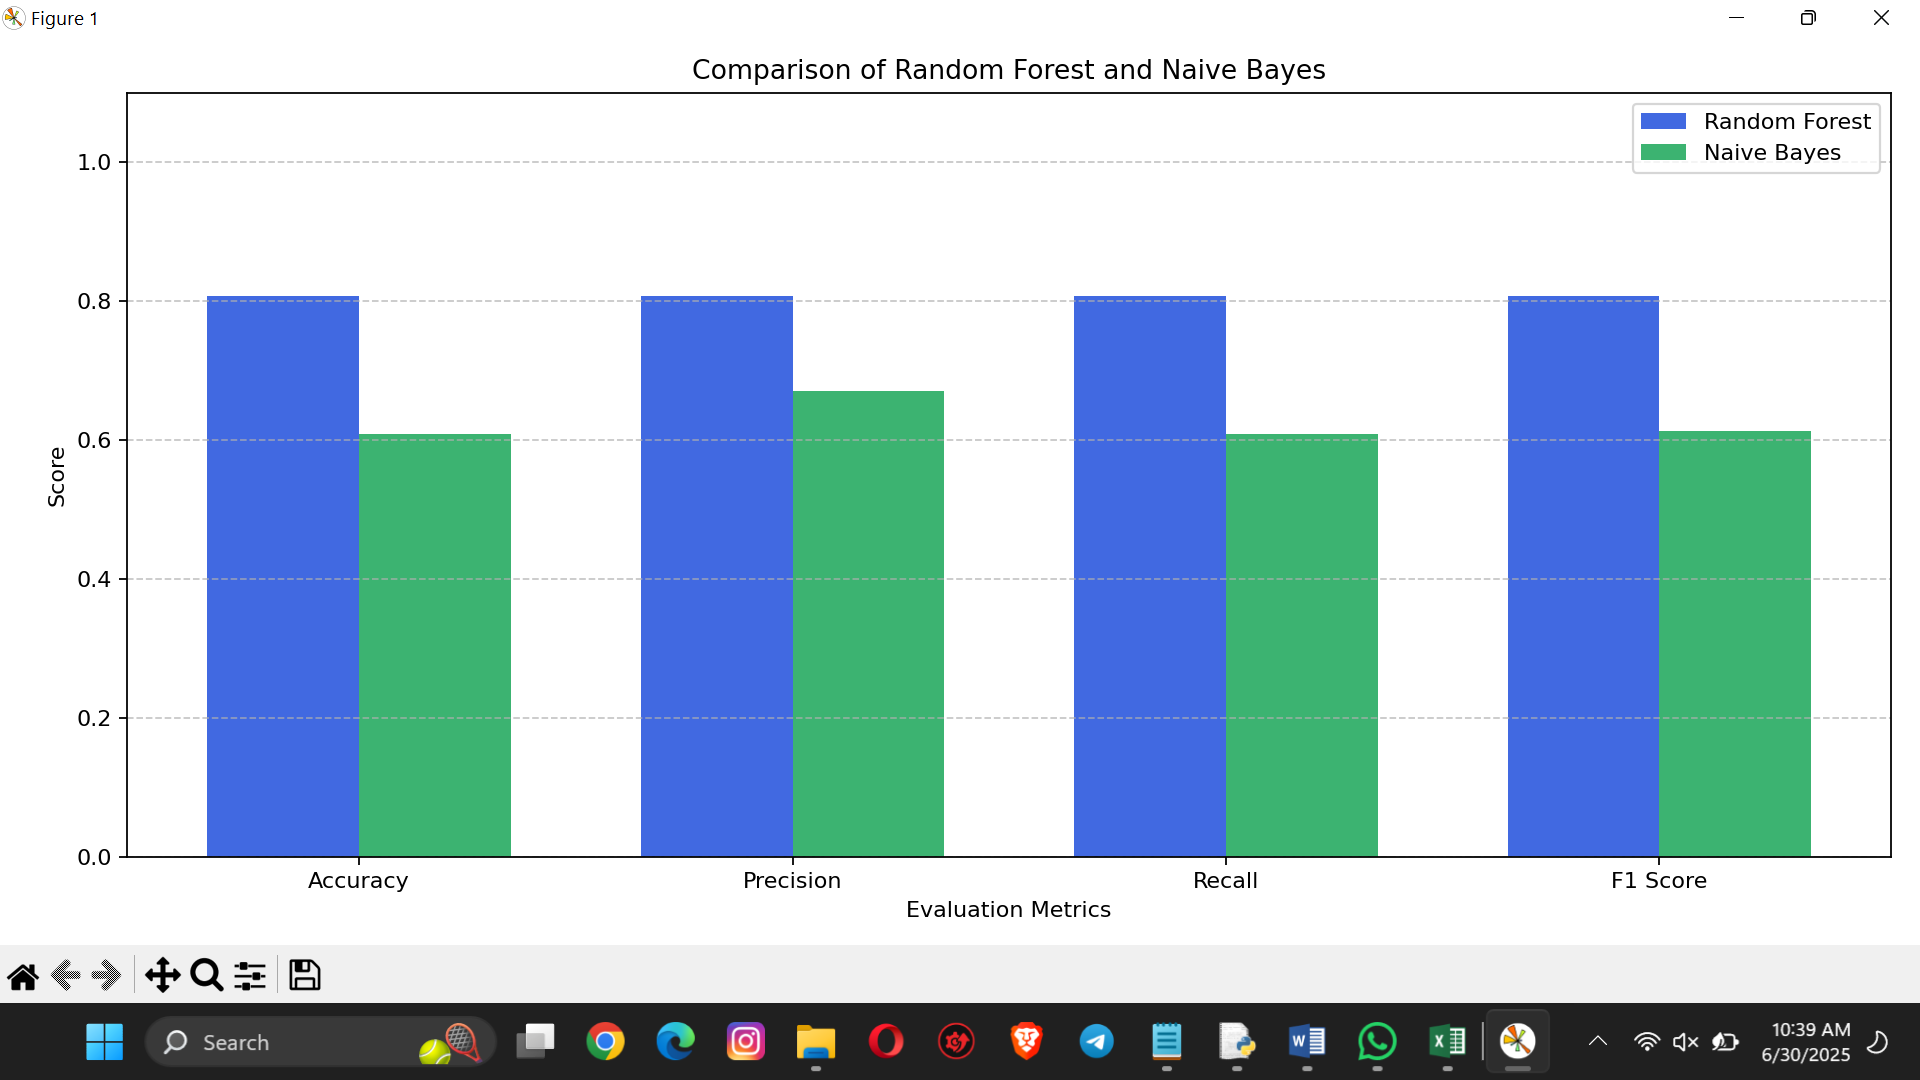 Figure 1
Comparison of Random Forest and Naive Bayes
Random Forest
Naive Bayes
1.0
0.8
0.6
0.4
0.2
0.0
Score
Accuracy Precision Recall F1 Score
Evaluation Metrics
Search
W
X
10:39 AM
6/30/2025